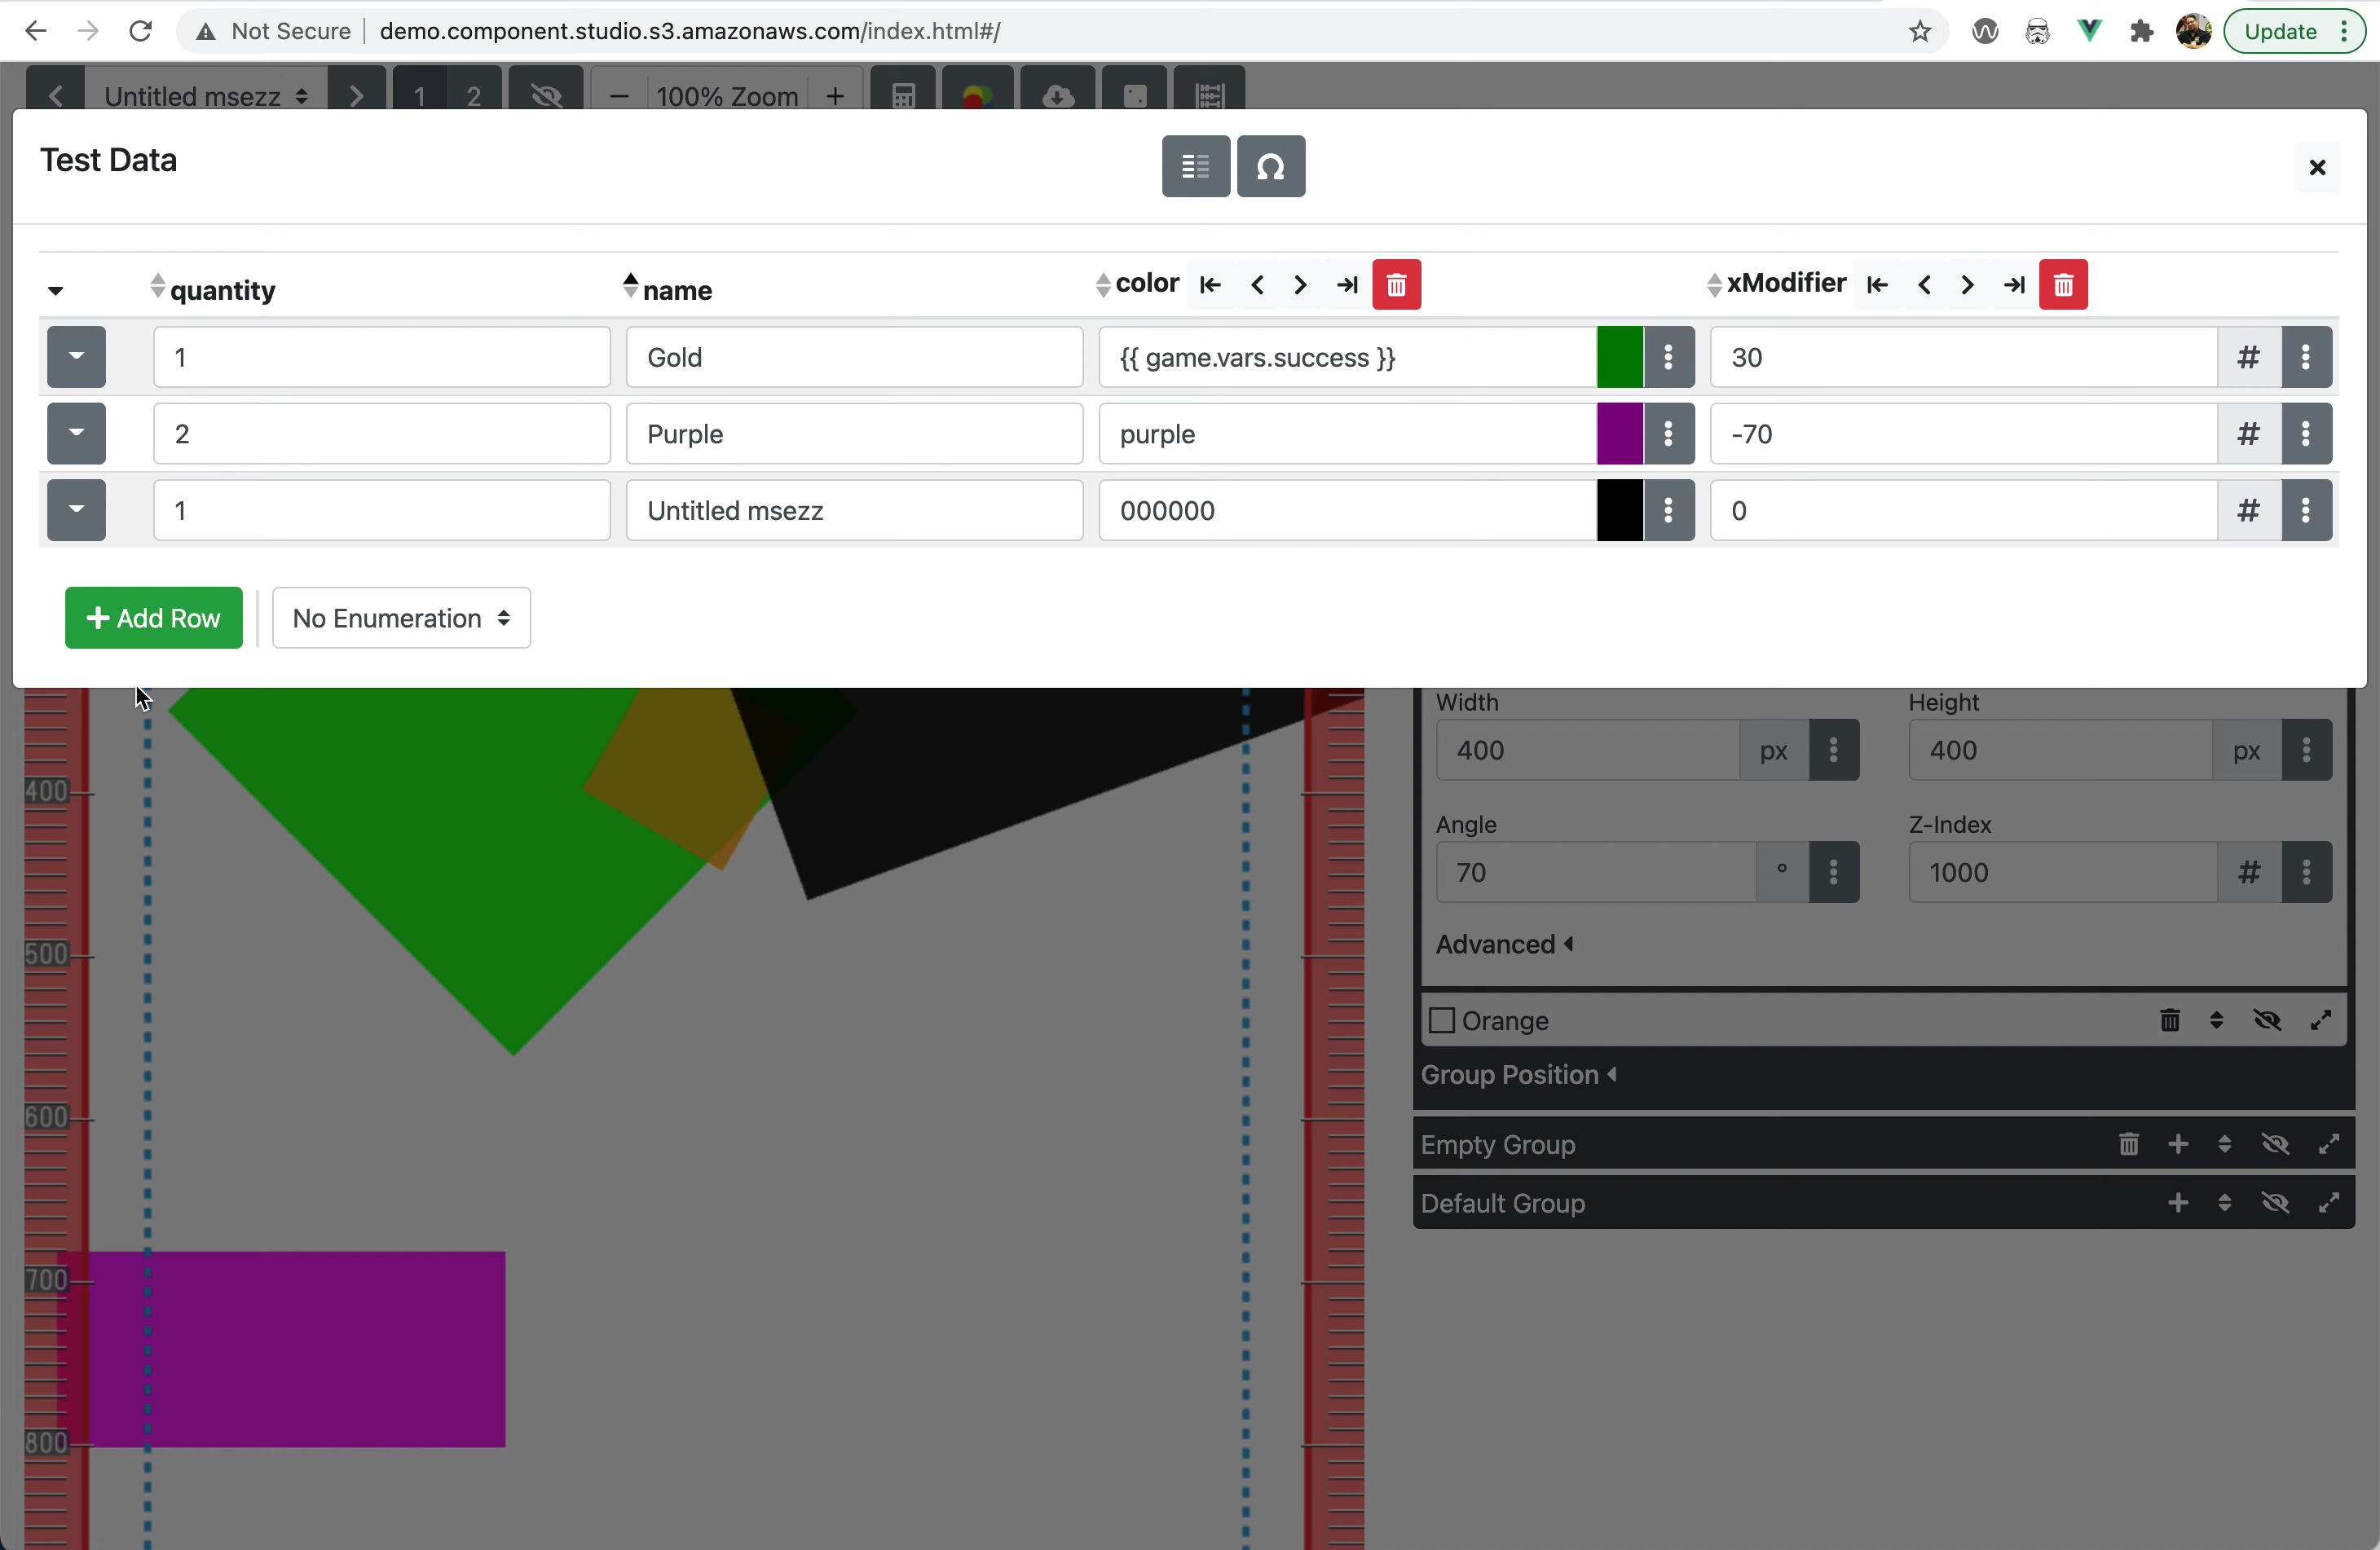 Not Secure demo.component.studio.s3.amazonaws.com/index.html#/ Update
Untitled msezz 1 2 100% Zoom
Test Data
quantity name color xModifier
1 Gold {{ game.vars.success }} 30 #
2 Purple purple -70 #
1 Untitled msezz 000000 0 #
+ Add Row No Enumeration
Width Height
400 px 400 px
400
Angle Z-Index
70 ° 1000 #
Advanced
500
Orange
Group Position
600
Empty Group
Default Group
700
800